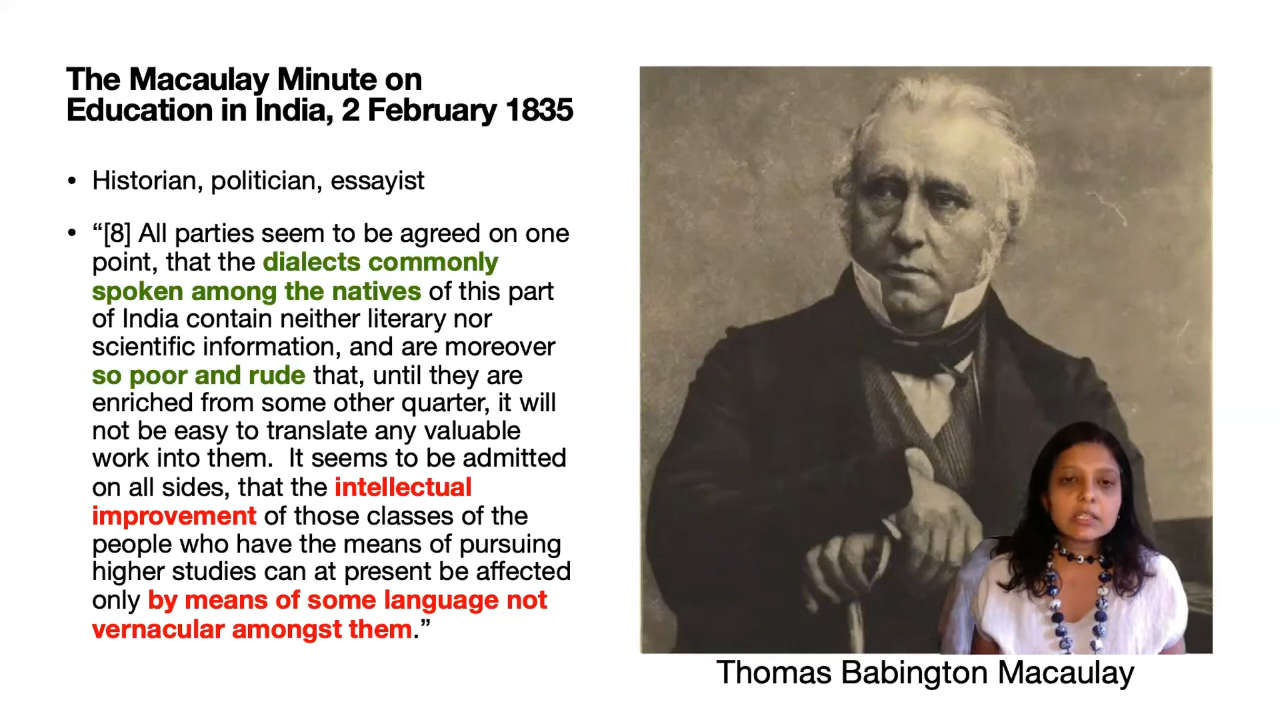 The Macaulay Minute on
Education in India, 2 February 1835
• Historian, politician, essayist
• “[8] All parties seem to be agreed on one
point, that the dialects commonly
spoken among the natives of this part
of India contain neither literary nor
scientific information, and are moreover
so poor and rude that, until they are
enriched from some other quarter, it will
not be easy to translate any valuable
work into them.  It seems to be admitted
on all sides, that the intellectual
improvement of those classes of the
people who have the means of pursuing
higher studies can at present be affected
only by means of some language not
vernacular amongst them.”
Thomas Babington Macaulay